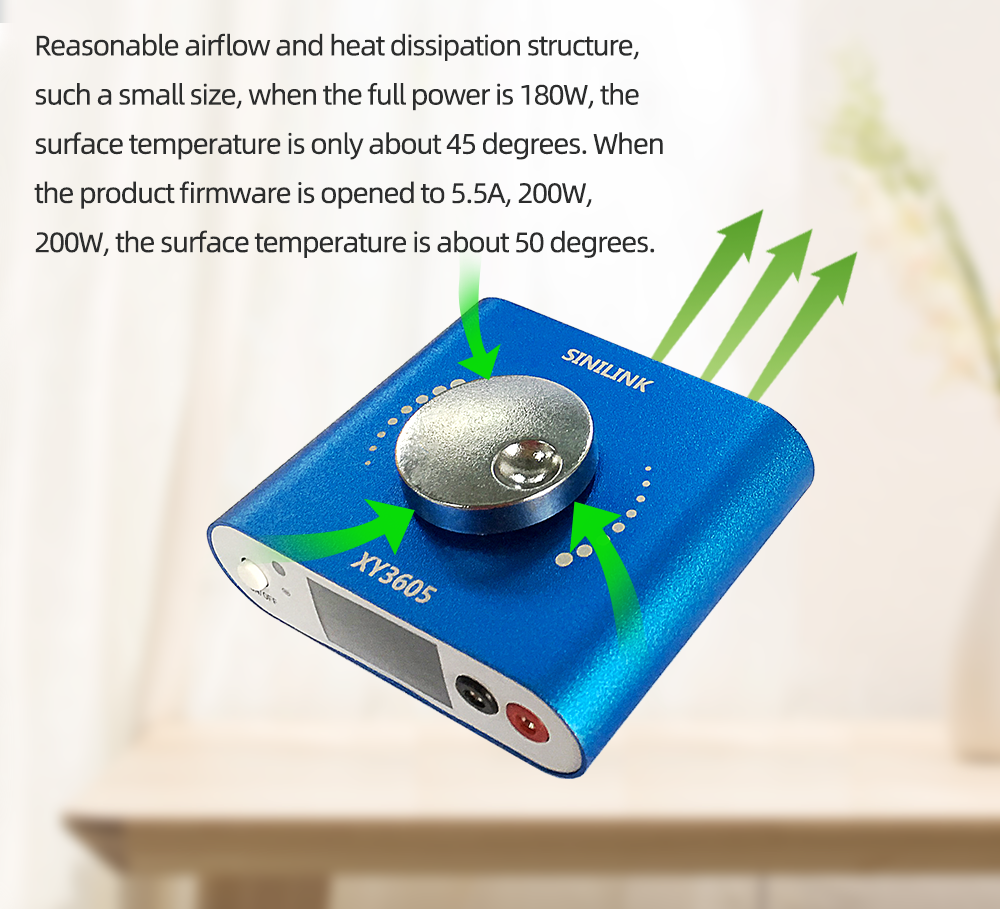 Reasonable airflow and heat dissipation structure,
such a small size, when the full power is 180W, the
surface temperature is only about 45 degrees. When
the product firmware is opened to 5.5A, 200W,
200W, the surface temperature is about 50 degrees.
SINILINK
XY3605